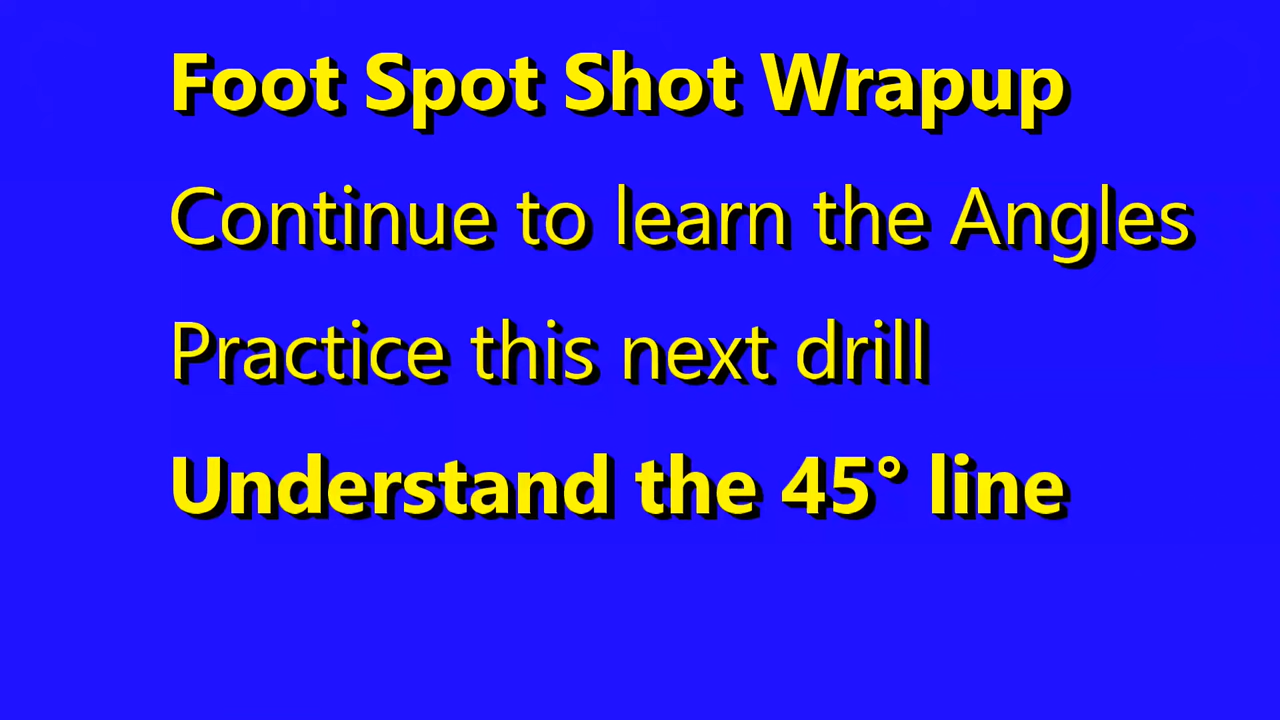 Foot Spot Shot Wrapup
Continue to learn the Angles
Practice this next drill
Understand the 45° line